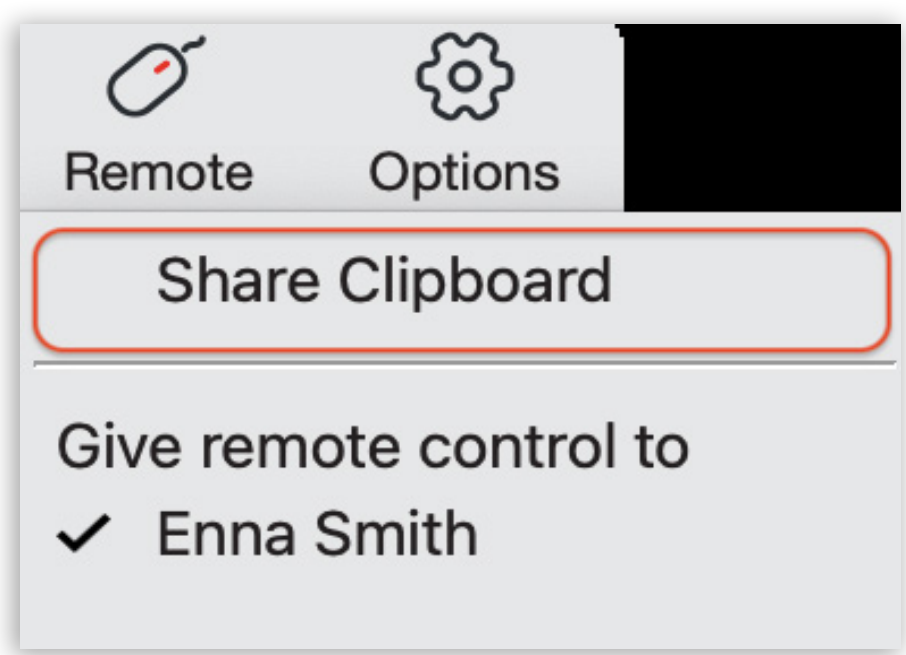 Remote Options
Share Clipboard
Give remote control to
Enna Smith